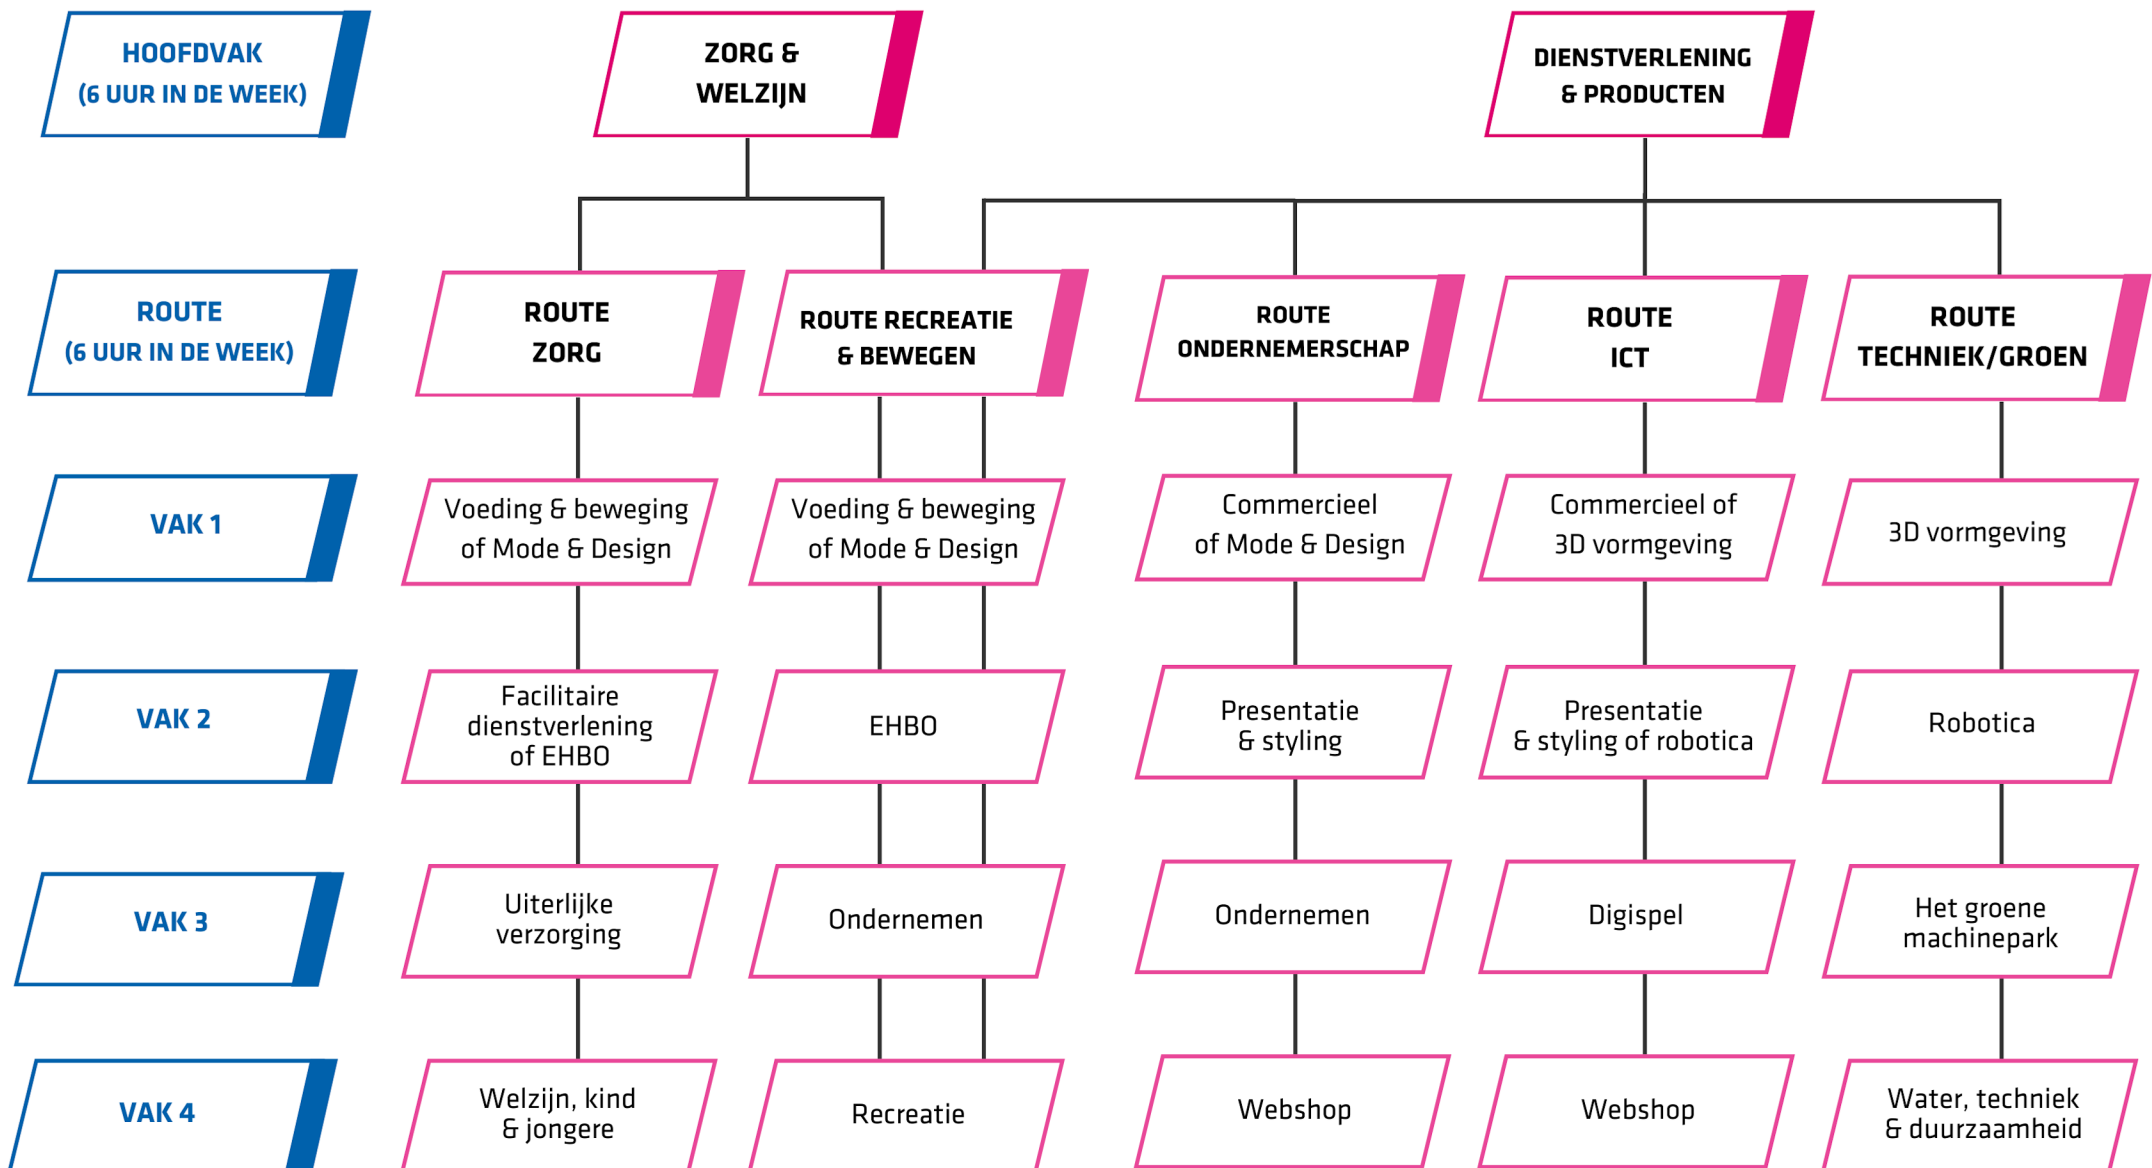 HOOFDVAK
(6 UUR IN DE WEEK)
ZORG &
WELZIJN
DIENSTVERLENING
& PRODUCTEN
ROUTE
(6 UUR IN DE WEEK)
ROUTE
ZORG
ROUTE RECREATIE
& BEWEGEN
ROUTE
ONDERNEMERSCHAP
ROUTE
ICT
ROUTE
TECHNIEK/GROEN
VAK 1
Voeding & beweging
of Mode & Design
Voeding & beweging
of Mode & Design
Commercieel
of Mode & Design
Commercieel of
3D vormgeving
3D vormgeving
VAK 2
Facilitaire
dienstverlening
of EHBO
EHBO
Presentatie
& styling
Presentatie
& styling of robotica
Robotica
VAK 3
Uiterlijke
verzorging
Ondernemen
Ondernemen
Digispel
Het groene
machinepark
VAK 4
Welzijn, kind
& jongere
Recreatie
Webshop
Webshop
Water, techniek
& duurzaamheid